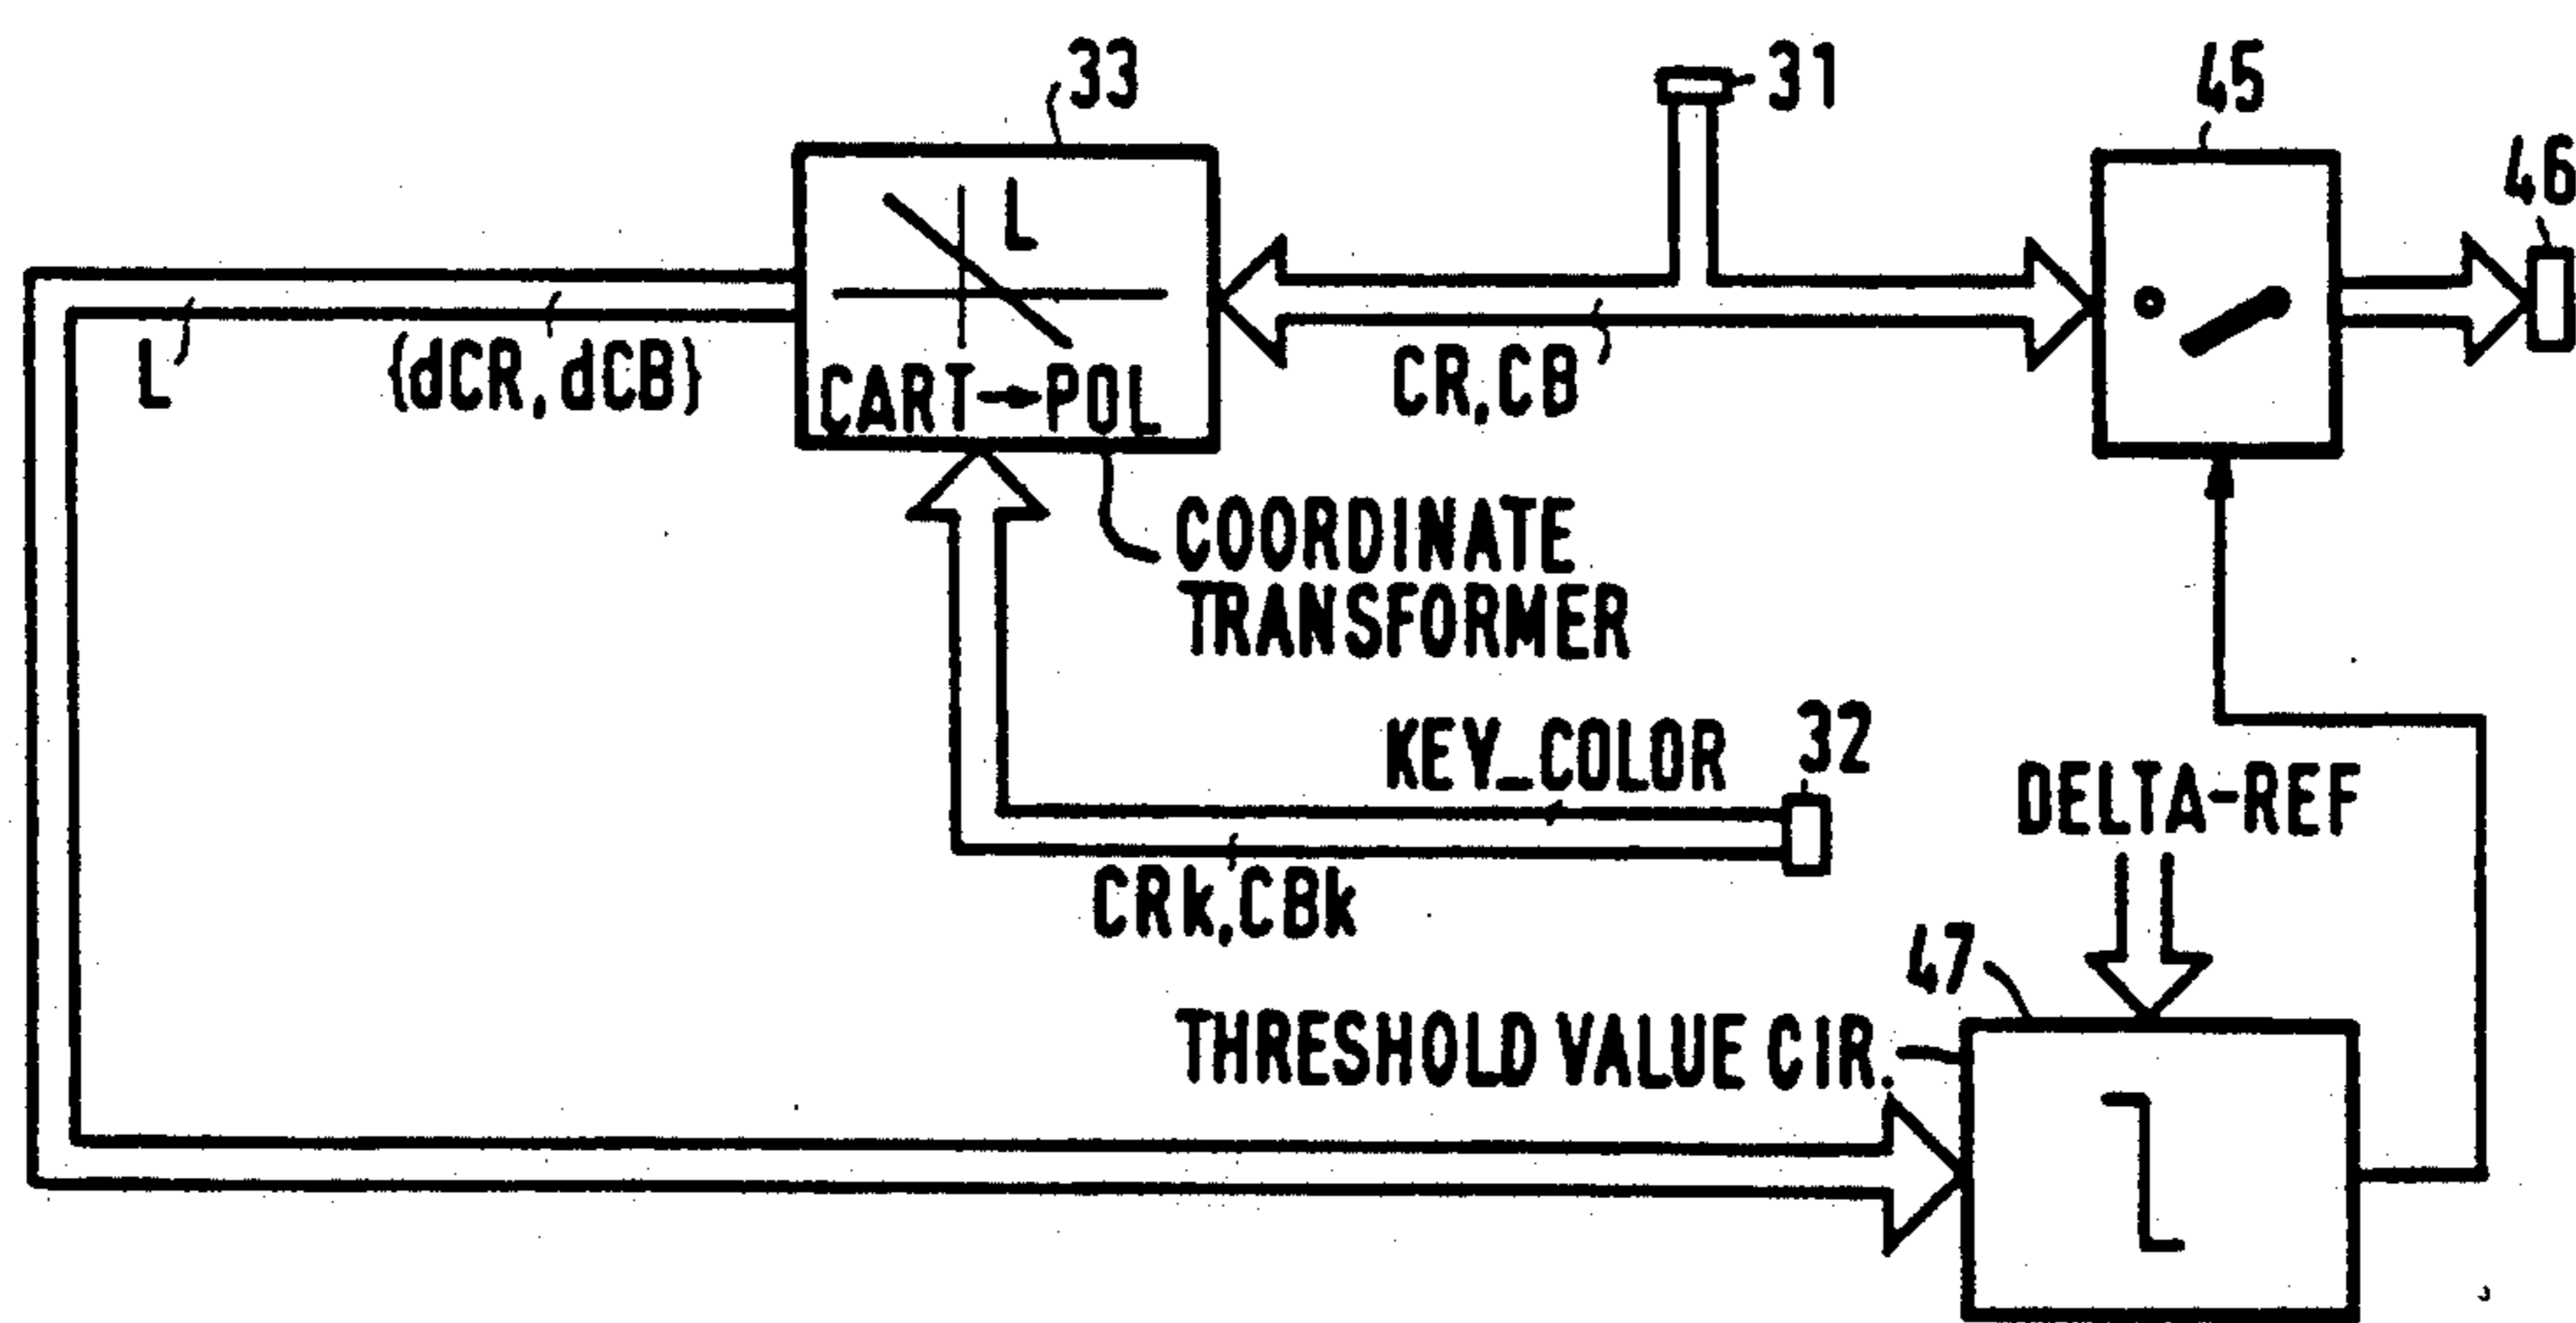 33
31
45
46
L
L
{dCR, dCB}
CART→POL
CR, CB
COORDINATE
TRANSFORMER
KEY_COLOR
32
DELTA-REF
CRk, CBk
47
THRESHOLD VALUE CIR.